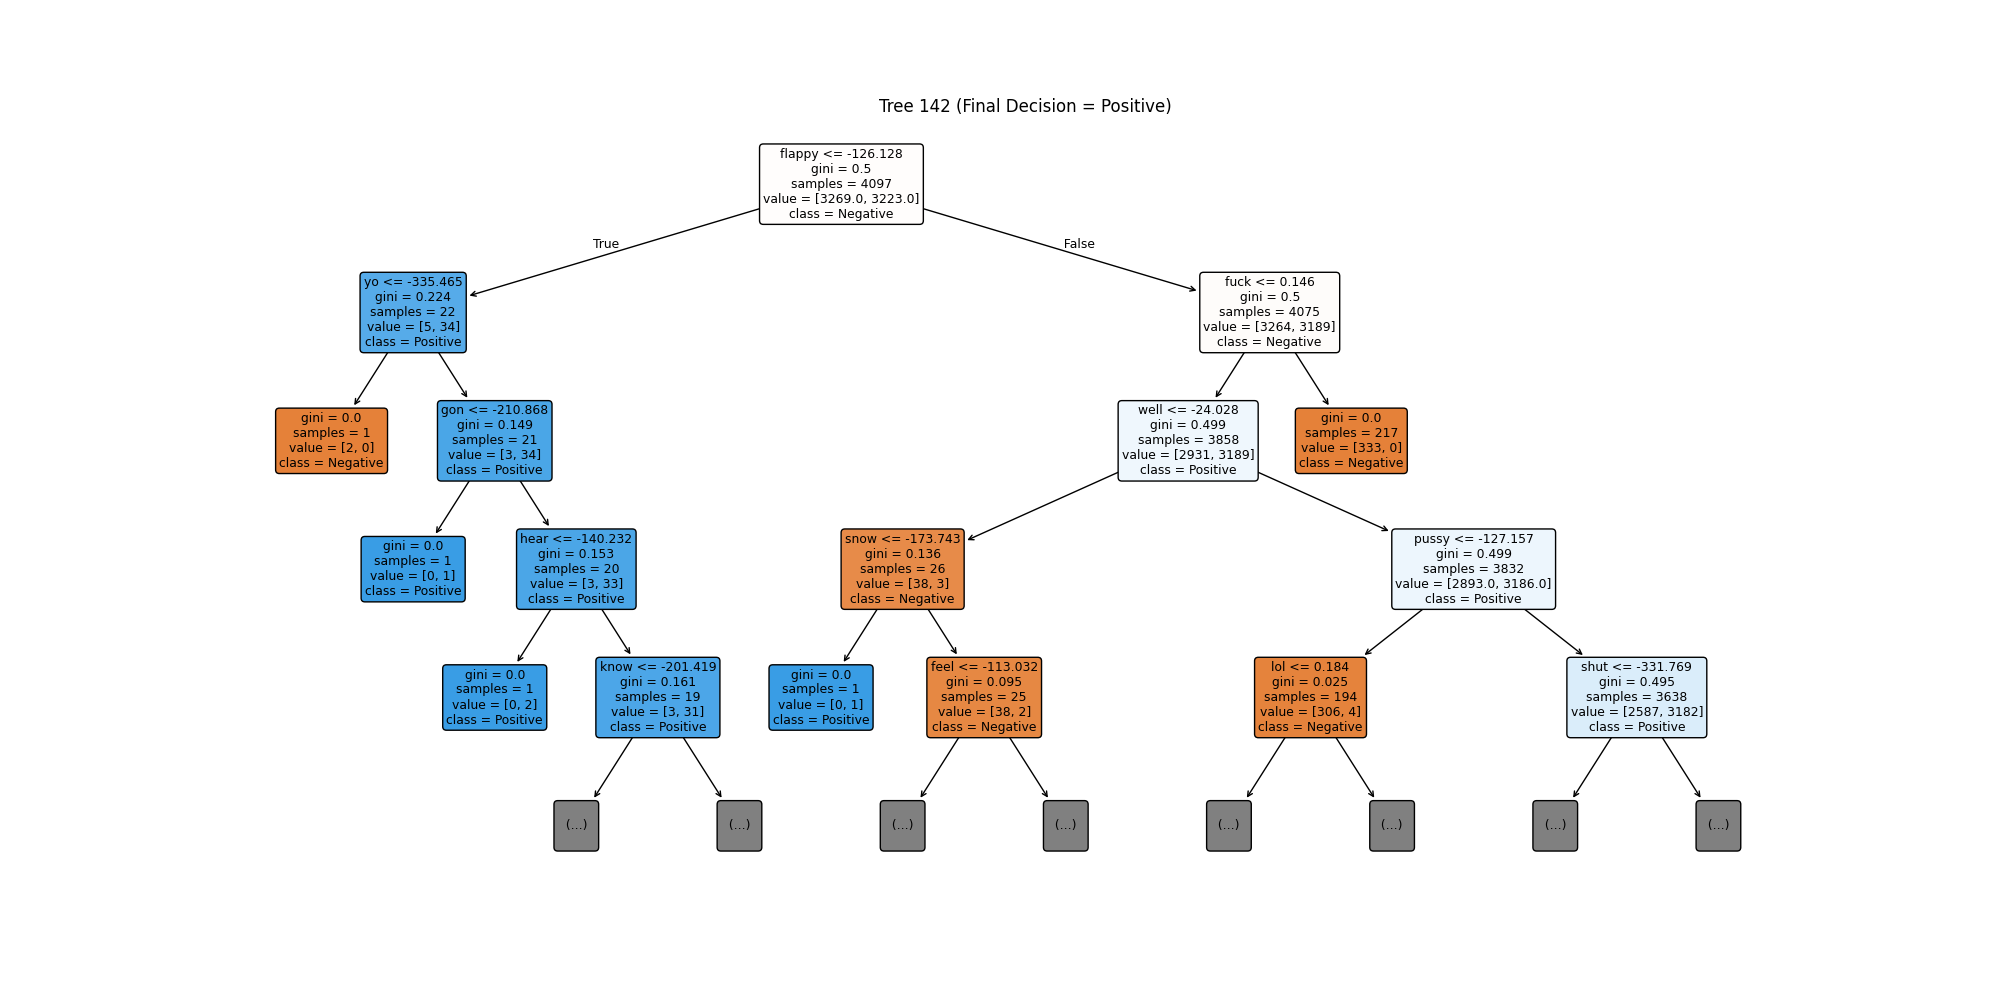 Tree 142 (Final Decision = Positive)
flappy <= -126.128
gini = 0.5
samples = 4097
value = [3269.0, 3223.0]
class = Negative
True
False
yo <= -335.465
gini = 0.224
samples = 22
value = [5, 34]
class = Positive
fuck <= 0.146
gini = 0.5
samples = 4075
value = [3264, 3189]
class = Negative
gini = 0.0
samples = 1
value = [2, 0]
class = Negative
gon <= -210.868
gini = 0.149
samples = 21
value = [3, 34]
class = Positive
well <= -24.028
gini = 0.499
samples = 3858
value = [2931, 3189]
class = Positive
gini = 0.0
samples = 217
value = [333, 0]
class = Negative
gini = 0.0
samples = 1
value = [0, 1]
class = Positive
hear <= -140.232
gini = 0.153
samples = 20
value = [3, 33]
class = Positive
snow <= -173.743
gini = 0.136
samples = 26
value = [38, 3]
class = Negative
pussy <= -127.157
gini = 0.499
samples = 3832
value = [2893.0, 3186.0]
class = Positive
gini = 0.0
samples = 1
value = [0, 2]
class = Positive
know <= -201.419
gini = 0.161
samples = 19
value = [3, 31]
class = Positive
gini = 0.0
samples = 1
value = [0, 1]
class = Positive
feel <= -113.032
gini = 0.095
samples = 25
value = [38, 2]
class = Negative
lol <= 0.184
gini = 0.025
samples = 194
value = [306, 4]
class = Negative
shut <= -331.769
gini = 0.495
samples = 3638
value = [2587, 3182]
class = Positive
(...)
(...)
(...)
(...)
(...)
(...)
(...)
(...)